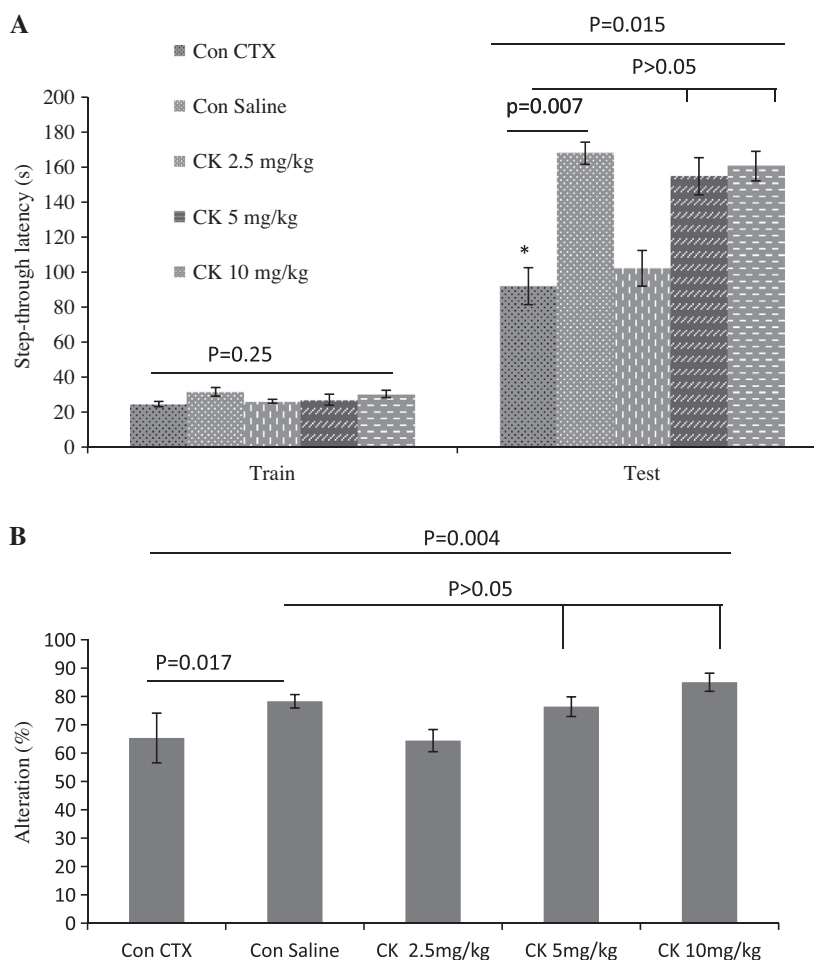 A
P=0.015
Con CTX
P>0.05
Con Saline
p=0.007
CK 2.5 mg/kg
CK 5 mg/kg
CK 10 mg/kg
*
P=0.25
Step-through latency (s)
200
180
160
140
120
100
80
60
40
20
0
Train Test
B
P=0.004
P>0.05
P=0.017
Alteration (%)
100
90
80
70
60
50
40
30
20
10
0
Con CTX Con Saline CK 2.5mg/kg CK 5mg/kg CK 10mg/kg